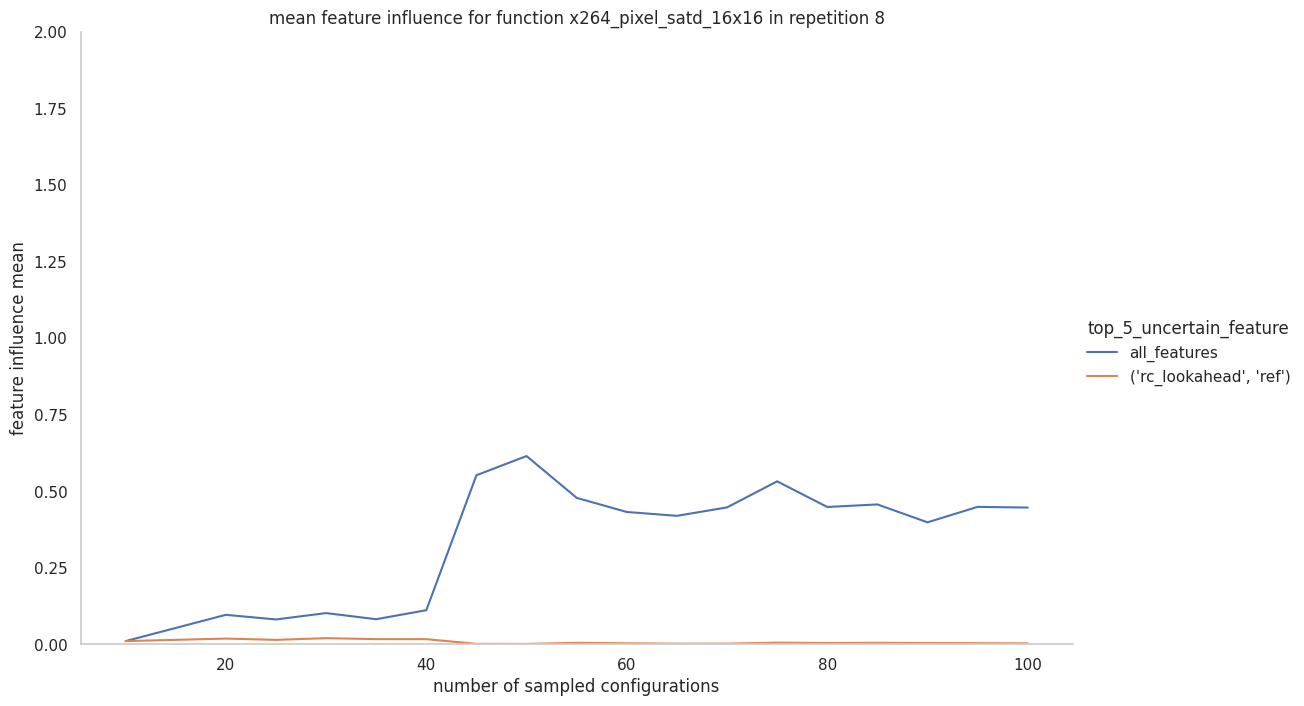 mean feature influence for function x264_pixel_satd_16x16 in repetition 8
2.00
1.75
1.50
1.25
1.00
0.75
0.50
0.25
0.00
feature influence mean
20 40 60 80 100
number of sampled configurations
top_5_uncertain_feature
all_features
('rc_lookahead', 'ref')